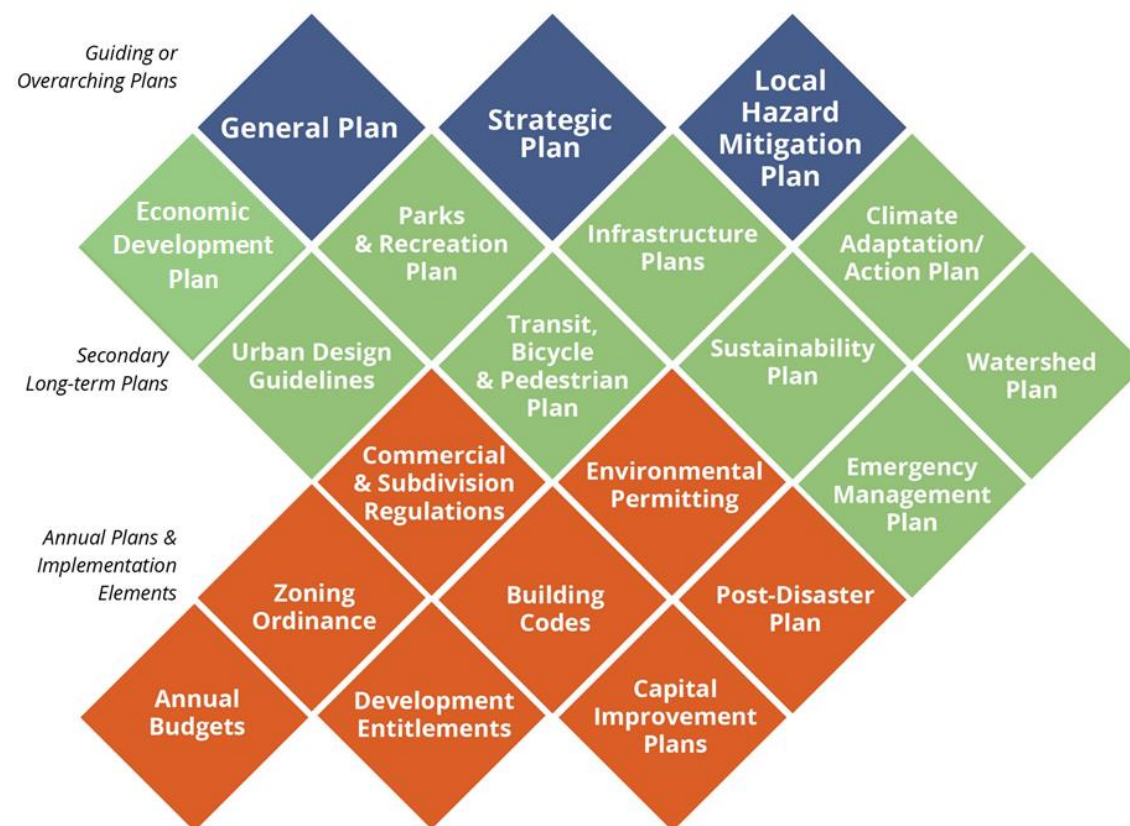 Guiding or
Overarching Plans
General Plan
Strategic
Plan
Local
Hazard
Mitigation
Plan
Economic
Development
Plan
Parks
& Recreation
Plan
Infrastructure
Plans
Climate
Adaptation/
Action Plan
Secondary
Long-term Plans
Urban Design
Guidelines
Transit,
Bicycle
& Pedestrian
Plan
Sustainability
Plan
Watershed
Plan
Commercial
& Subdivision
Regulations
Environmental
Permitting
Emergency
Management
Plan
Annual Plans &
Implementation
Elements
Zoning
Ordinance
Building
Codes
Post-Disaster
Plan
Annual
Budgets
Development
Entitlements
Capital
Improvement
Plans